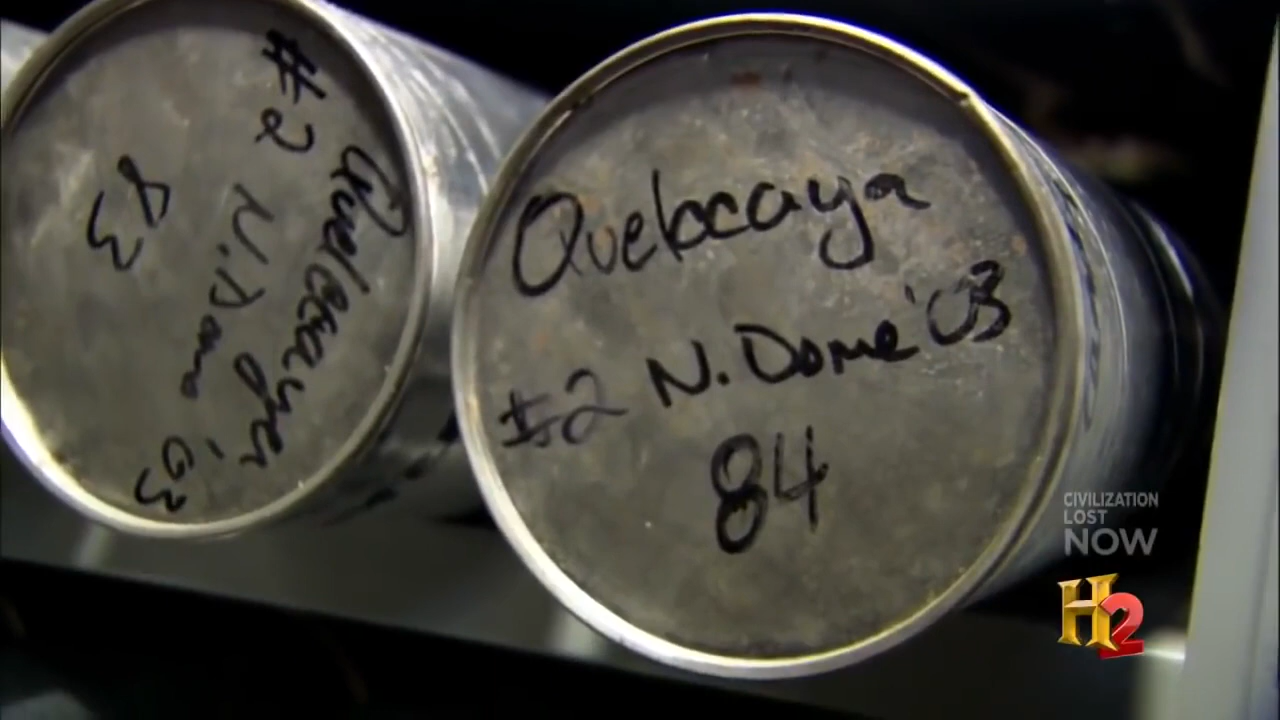 #2 Quelccaya, '03
N. Dome
83
Quelccaya
#2 N. Dome '03
84
CIVILIZATION
LOST
NOW
H2